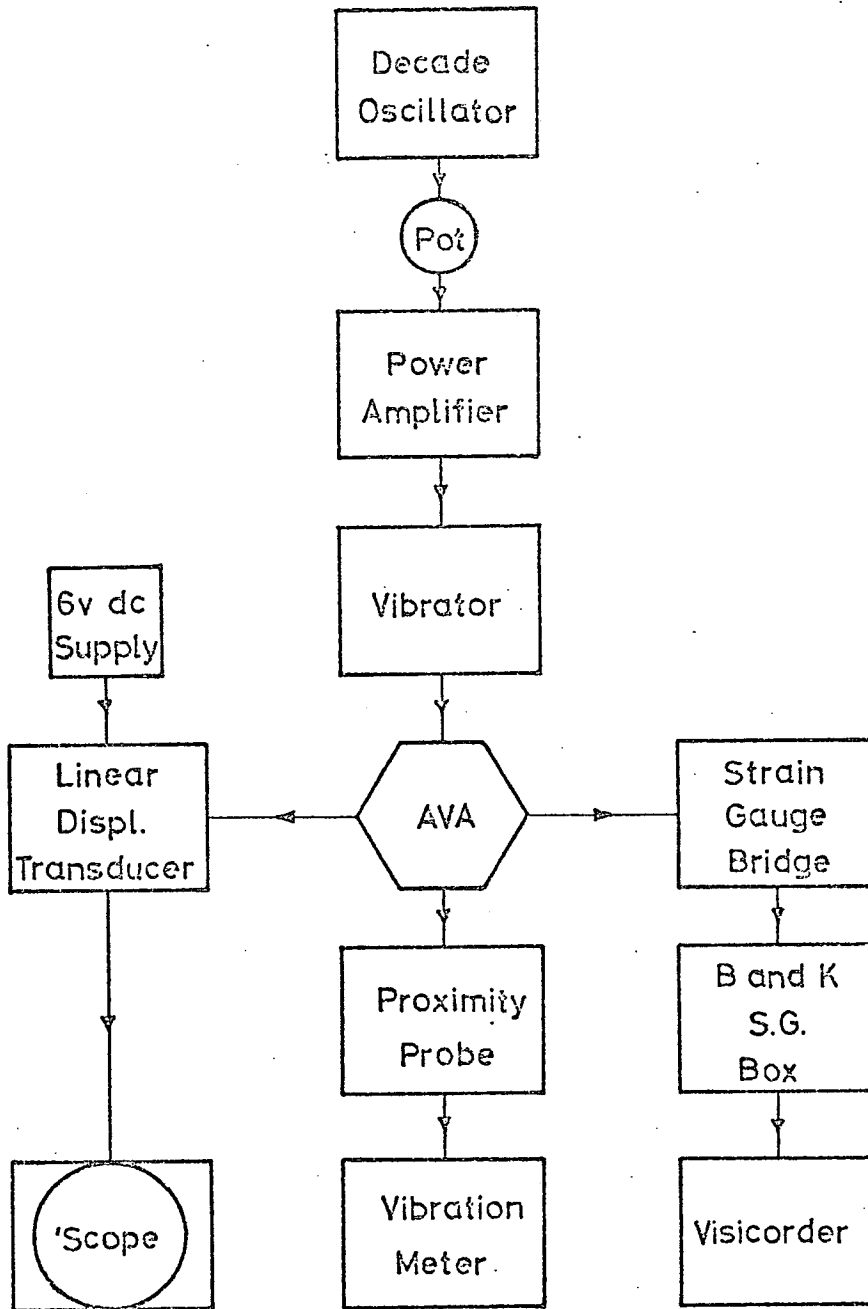 Decade
Oscillator
Pot
Power
Amplifier
Vibrator
6v dc
Supply
Linear
Displ.
Transducer
AVA
Strain
Gauge
Bridge
Proximity
Probe
B and K
S.G.
Box
'Scope
Vibration
Meter
Visicorder